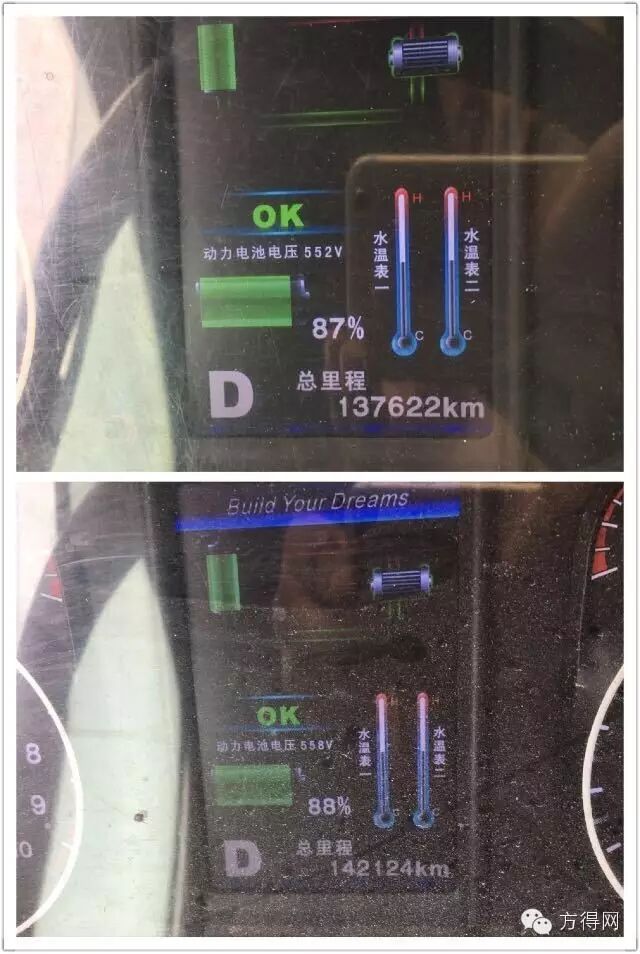 OK
动力电池电压 552V
87%
H
H
水温表一
水温表二
C
C
D
总里程
137622km
Build Your Dreams
OK
动力电池电压 558V
88%
H
水温表一
水温表二
D
总里程
142124km
8
9
方得网